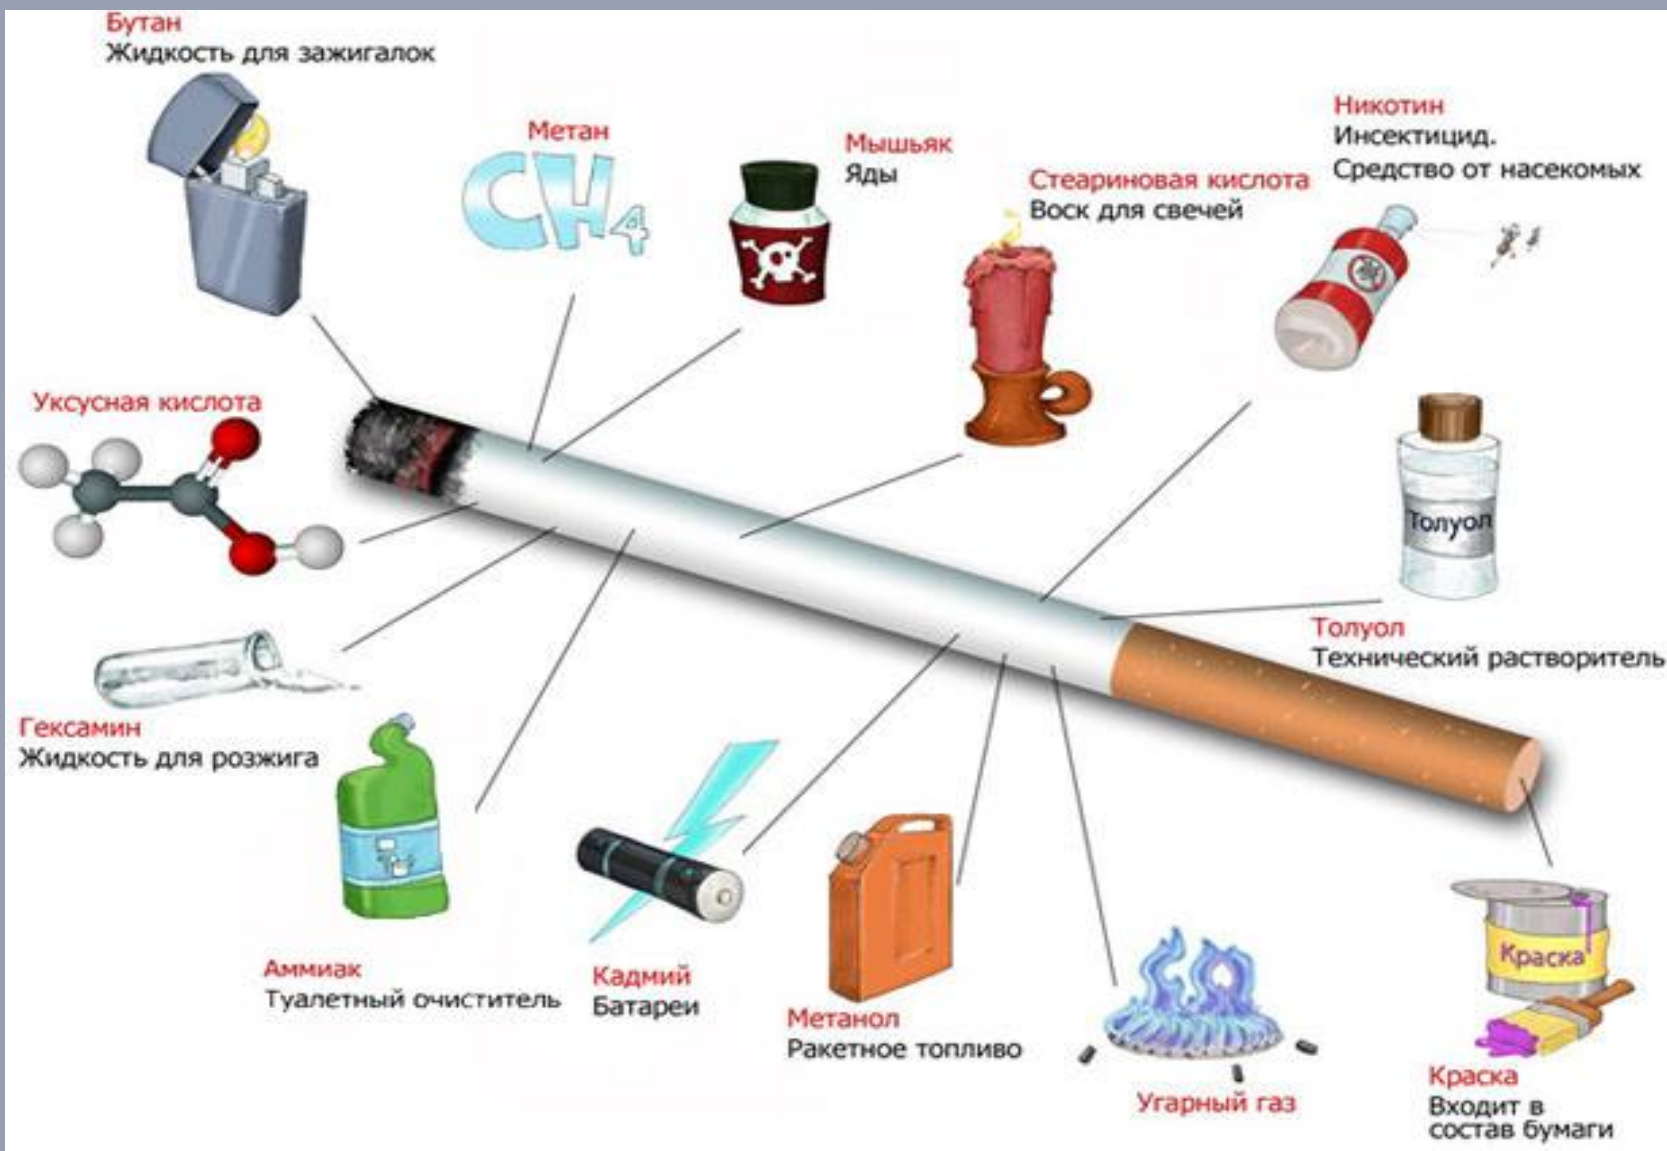 Бутан
Жидкость для зажигалок
Метан
CH4
Мышьяк
Яды
Стеариновая кислота
Воск для свечей
Никотин
Инсектицид.
Средство от насекомых
Уксусная кислота
Толуол
Толуол
Технический растворитель
Гексамин
Жидкость для розжига
Аммиак
Туалетный очиститель
Кадмий
Батареи
Метанол
Ракетное топливо
Угарный газ
Краска
Краска
Входит в
состав бумаги